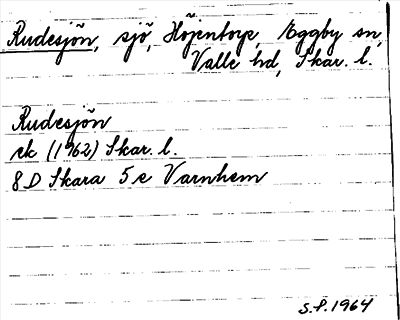 Rudesjön, sjö, Höjentorp, Eggby sn,
Valle hd, Skar. l.
Rudesjön
ek (1962) Skar. l.
8 D Skara 5 e Varnhem
S.P. 1964